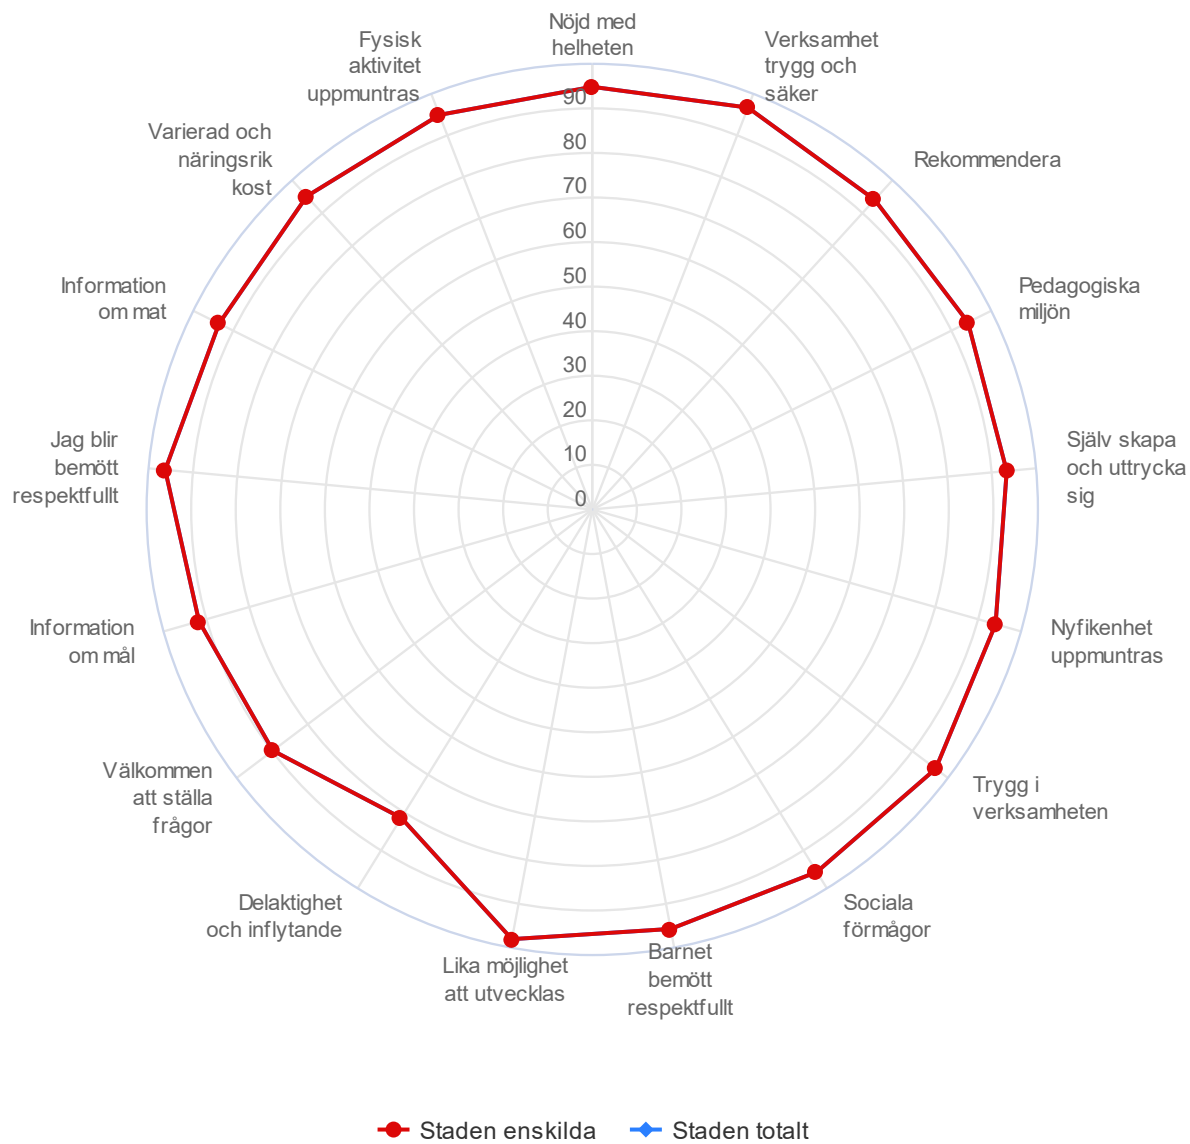 Nöjd med
helheten
Verksamhet
trygg och
säker
Rekommendera
Pedagogiska
miljön
Själv skapa
och uttrycka
sig
Nyfikenhet
uppmuntras
Trygg i
verksamheten
Sociala
förmågor
Barnet
bemött
respektfullt
Lika möjlighet
att utvecklas
Delaktighet
och inflytande
Välkommen
att ställa
frågor
Information
om mål
Jag blir
bemött
respektfullt
Information
om mat
Varierad och
näringsrik
kost
Fysisk
aktivitet
uppmuntras
90
80
70
60
50
40
30
20
10
0
Staden enskilda
Staden totalt